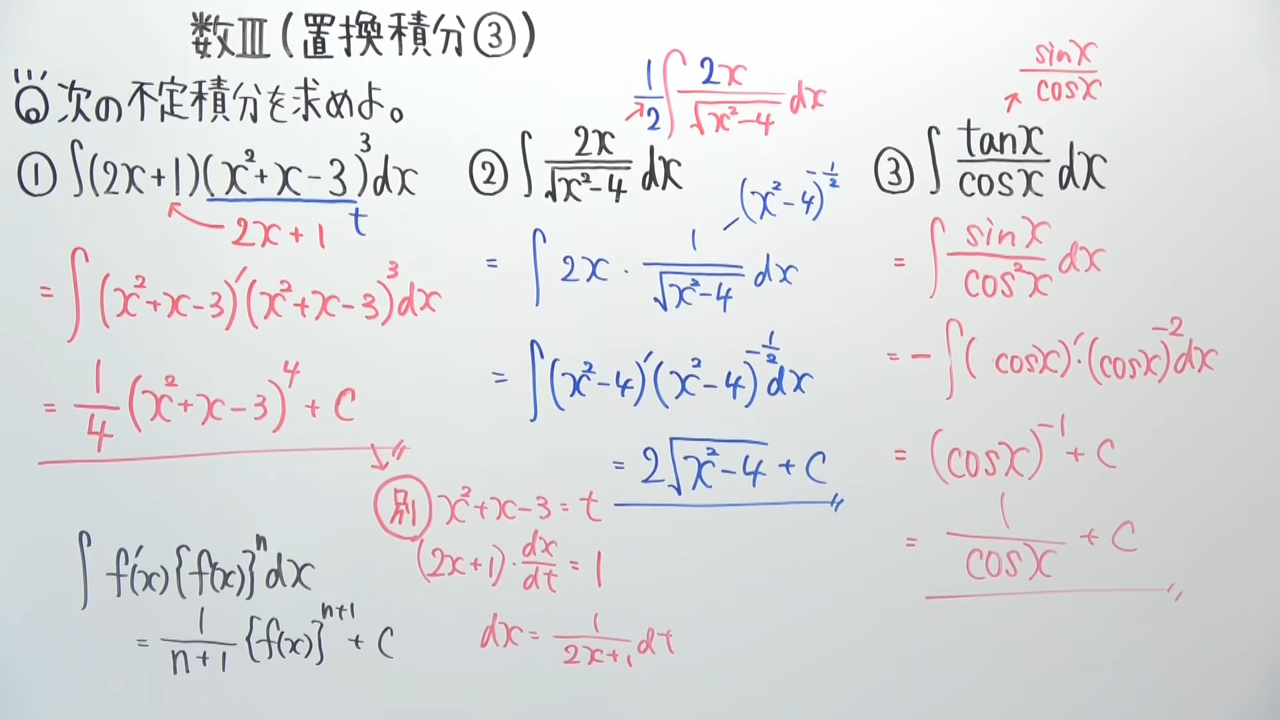 数Ⅲ(置換積分③)
次の不定積分を求めよ。
① ∫(2x+1)(x²+x-3)³dx
t
2x+1
= ∫(x²+x-3)'(x²+x-3)³dx
= 1/4 (x²+x-3)⁴ + C
別 x²+x-3 = t
(2x+1)・dx/dt = 1
dx = 1/(2x+1) dt
∫f'(x){f(x)}ⁿdx
= 1/(n+1) {f(x)}ⁿ⁺¹ + C
1/2 ∫ 2x/√(x²-4) dx
② ∫ 2x/√(x²-4) dx
(x²-4)^(-1/2)
= ∫ 2x・1/√(x²-4) dx
= ∫(x²-4)'(x²-4)^(-1/2) dx
= 2√(x²-4) + C
sinx/cosx
③ ∫ tanx/cosx dx
= ∫ sinx/cos²x dx
= -∫(cosx)'・(cosx)⁻²dx
= (cosx)⁻¹ + C
= 1/cosx + C